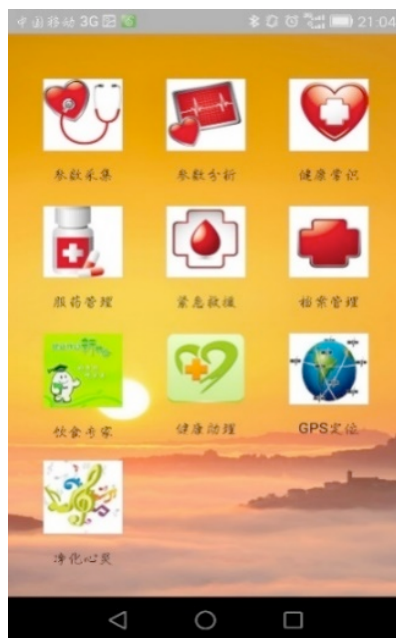 中国移动 3G 21:04
参数采集 参数分析 健康常识
服药管理 紧急救援 档案管理
饮食专家 健康助理 GPS定位
净化心灵